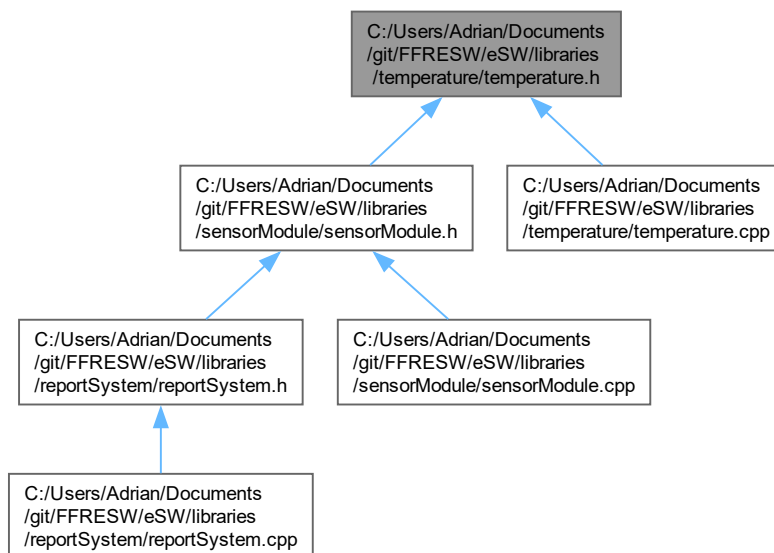 C:/Users/Adrian/Documents
/git/FFRESW/eSW/libraries
/temperature/temperature.h
C:/Users/Adrian/Documents
/git/FFRESW/eSW/libraries
/sensorModule/sensorModule.h
C:/Users/Adrian/Documents
/git/FFRESW/eSW/libraries
/temperature/temperature.cpp
C:/Users/Adrian/Documents
/git/FFRESW/eSW/libraries
/reportSystem/reportSystem.h
C:/Users/Adrian/Documents
/git/FFRESW/eSW/libraries
/sensorModule/sensorModule.cpp
C:/Users/Adrian/Documents
/git/FFRESW/eSW/libraries
/reportSystem/reportSystem.cpp